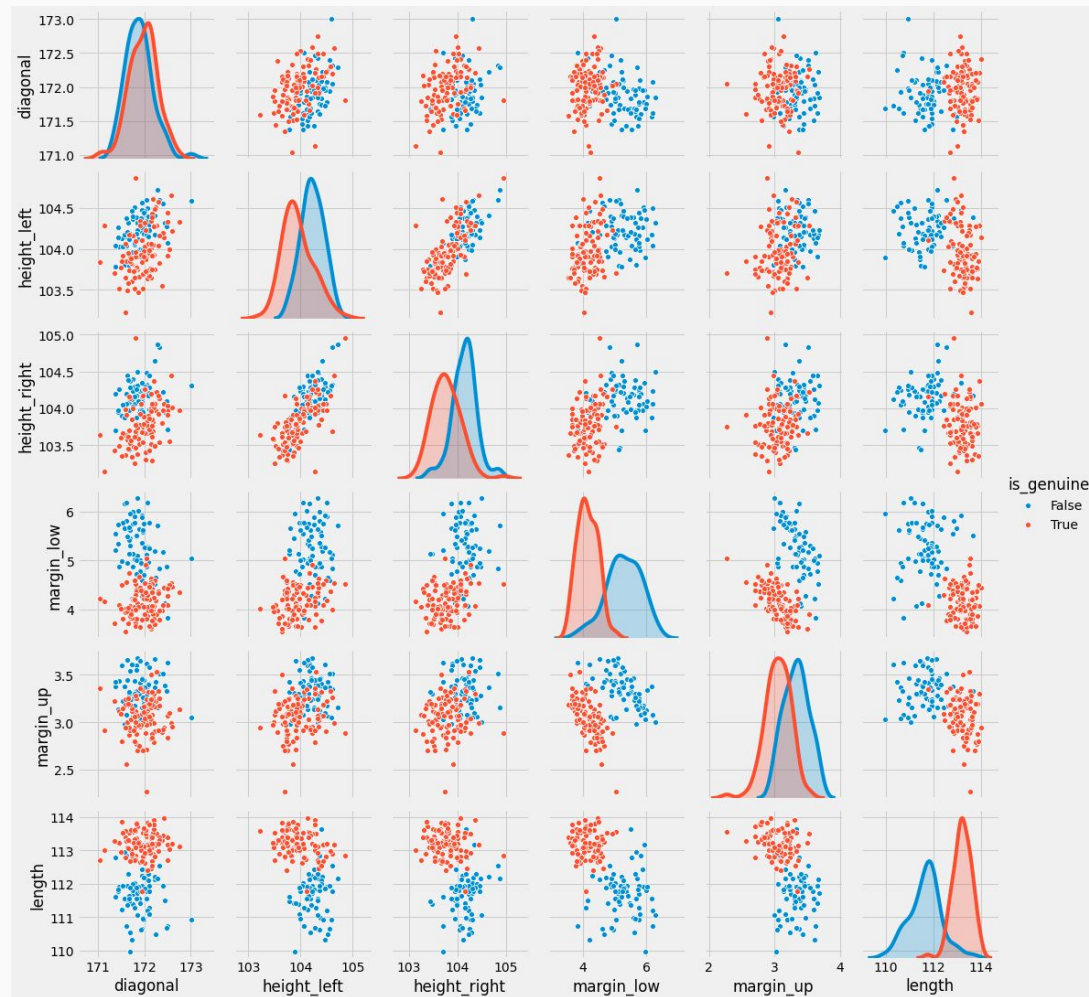 diagonal
173.0
172.5
172.0
171.5
171.0
height_left
104.5
104.0
103.5
height_right
105.0
104.5
104.0
103.5
margin_low
6
5
4
margin_up
3.5
3.0
2.5
length
114
113
112
111
110
171 172 173
103 104 105
103 104 105
4 6
2 3 4
110 112 114
diagonal height_left height_right margin_low margin_up length
is_genuine
False
True